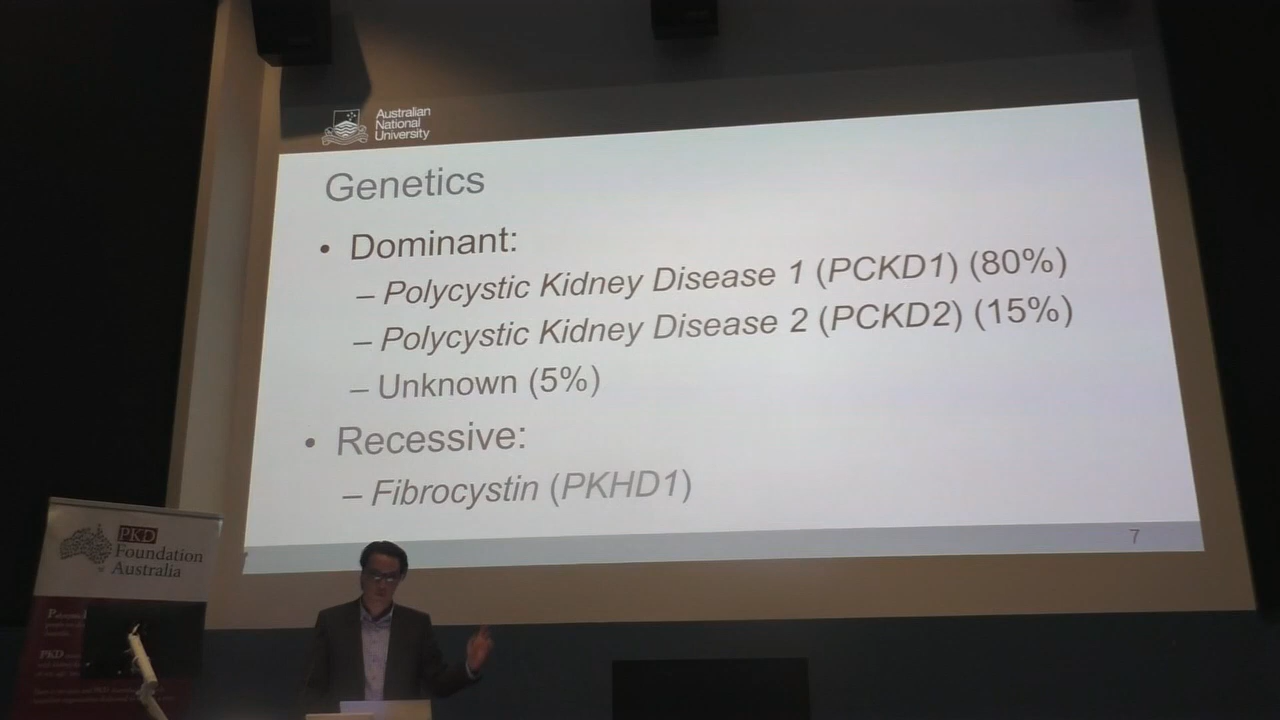 Australian
National
University
Genetics
• Dominant:
– Polycystic Kidney Disease 1 (PCKD1) (80%)
– Polycystic Kidney Disease 2 (PCKD2) (15%)
– Unknown (5%)
• Recessive:
– Fibrocystin (PKHD1)
7
PKD
Foundation
Australia
PKD